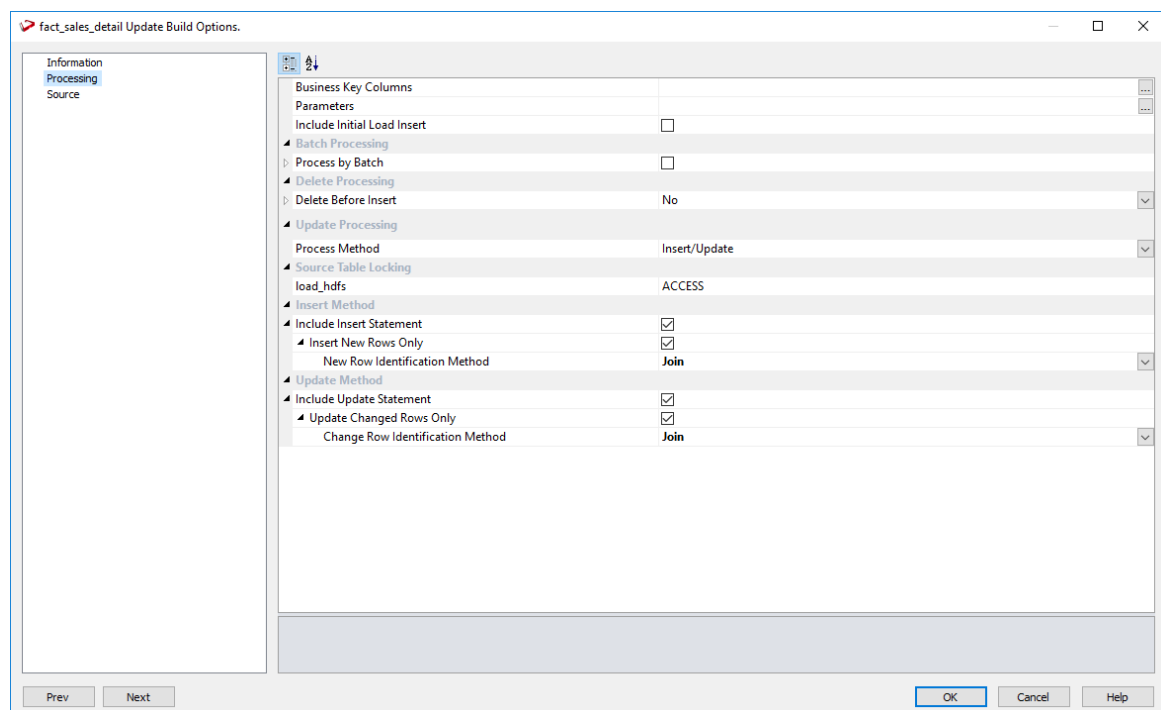 fact_sales_detail Update Build Options.
Information
Processing
Source
Business Key Columns ...
Parameters ...
Include Initial Load Insert
Batch Processing
Process by Batch
Delete Processing
Delete Before Insert No
Update Processing
Process Method Insert/Update
Source Table Locking
load_hdfs ACCESS
Insert Method
Include Insert Statement
Insert New Rows Only
New Row Identification Method Join
Update Method
Include Update Statement
Update Changed Rows Only
Change Row Identification Method Join
Prev Next OK Cancel Help